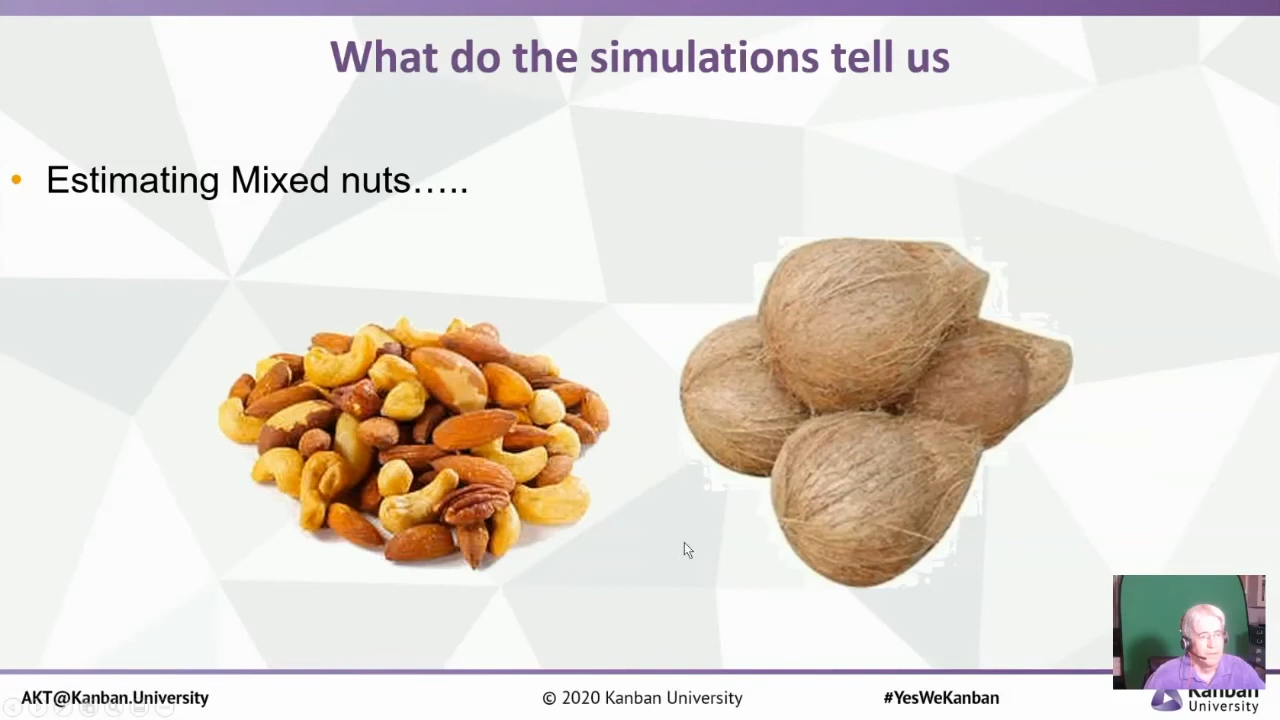 What do the simulations tell us
• Estimating Mixed nuts…..
AKT@Kanban.University
© 2020 Kanban University
#YesWeKanban
Kanban
University